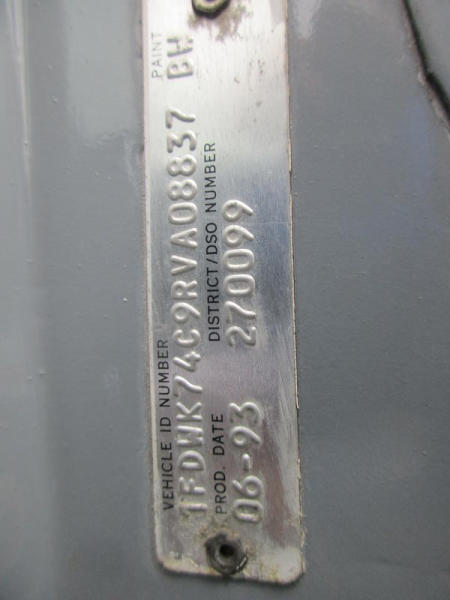 VEHICLE ID NUMBER PAINT
1FDWK74C9RVA08837 BH
PROD. DATE DISTRICT/DSO NUMBER
06-93 270099